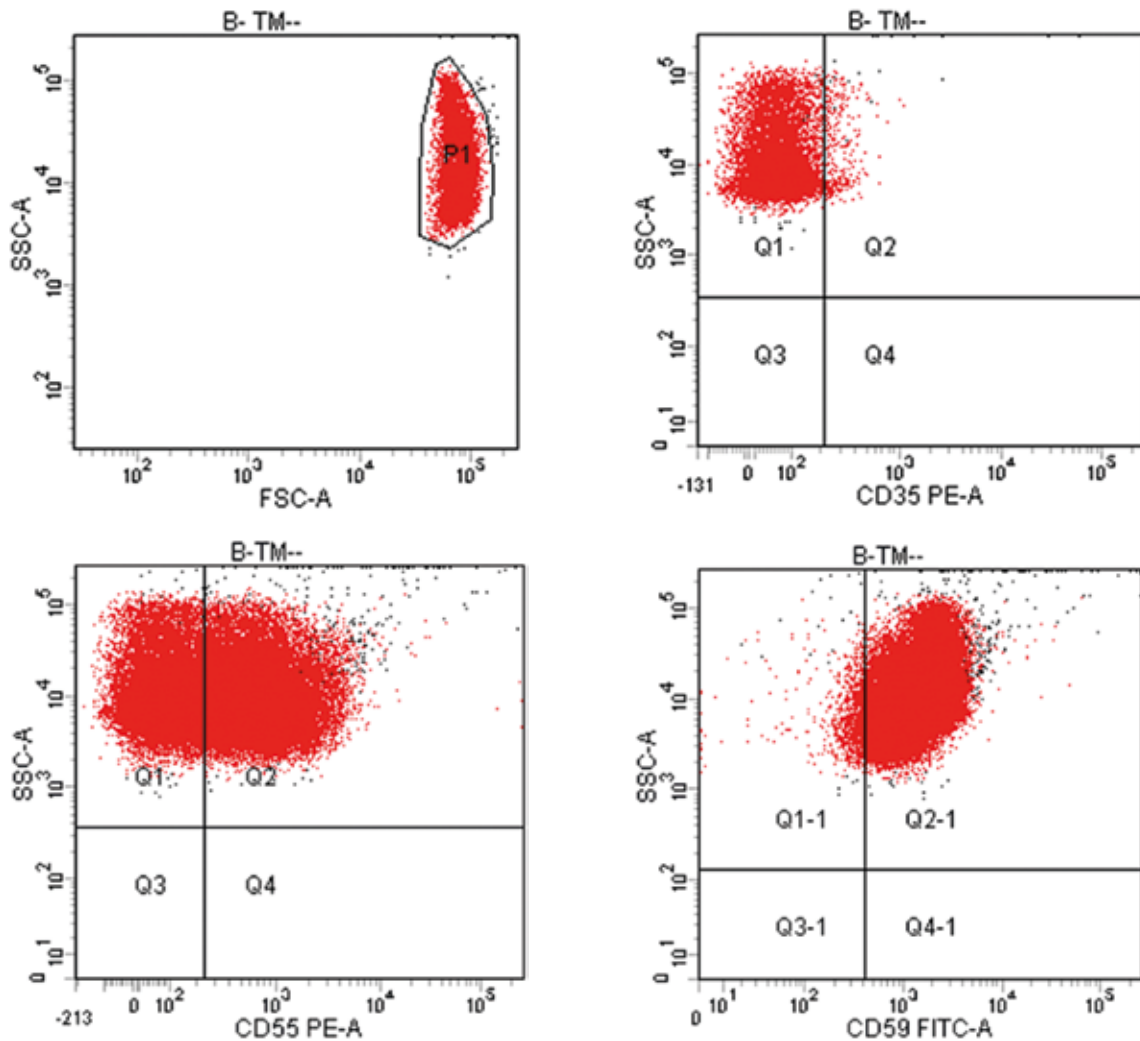 B- TM--
SSC-A
10^5
10^4
10^3
10^2
P1
10^2 10^3 10^4 10^5
FSC-A
B- TM--
SSC-A
10^5
10^4
10^3
10^2
10^1
0
Q1 Q2
Q3 Q4
-131 0 10^2 10^3 10^4 10^5
CD35 PE-A
B-TM--
SSC-A
10^5
10^4
10^3
10^2
10^1
0
Q1 Q2
Q3 Q4
-213 0 10^2 10^3 10^4 10^5
CD55 PE-A
B-TM--
SSC-A
10^5
10^4
10^3
10^2
10^1
0
Q1-1 Q2-1
Q3-1 Q4-1
0 10^1 10^2 10^3 10^4 10^5
CD59 FITC-A